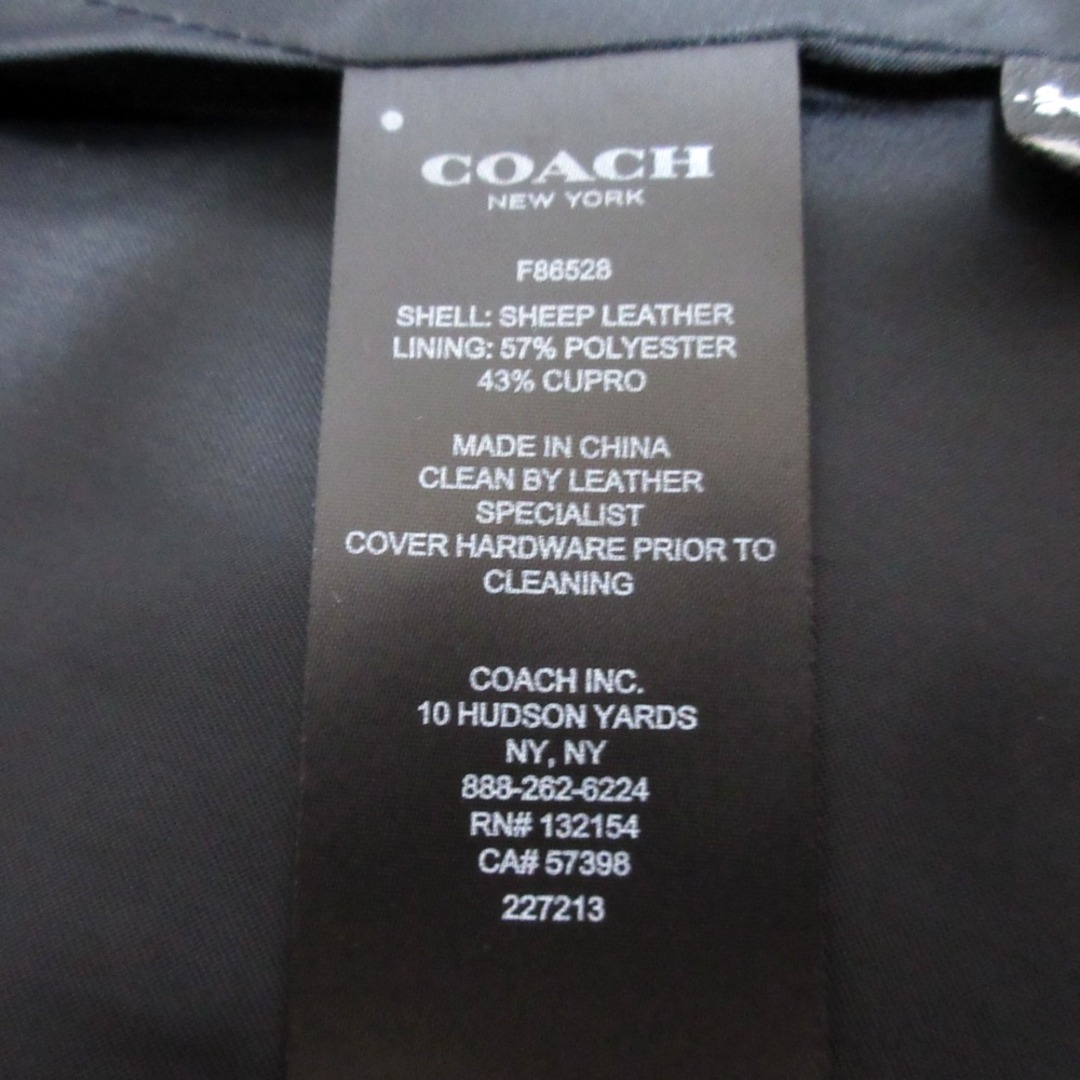 COACH
NEW YORK
F86528
SHELL: SHEEP LEATHER
LINING: 57% POLYESTER
43% CUPRO
MADE IN CHINA
CLEAN BY LEATHER
SPECIALIST
COVER HARDWARE PRIOR TO
CLEANING
COACH INC.
10 HUDSON YARDS
NY, NY
888-262-6224
RN# 132154
CA# 57398
227213